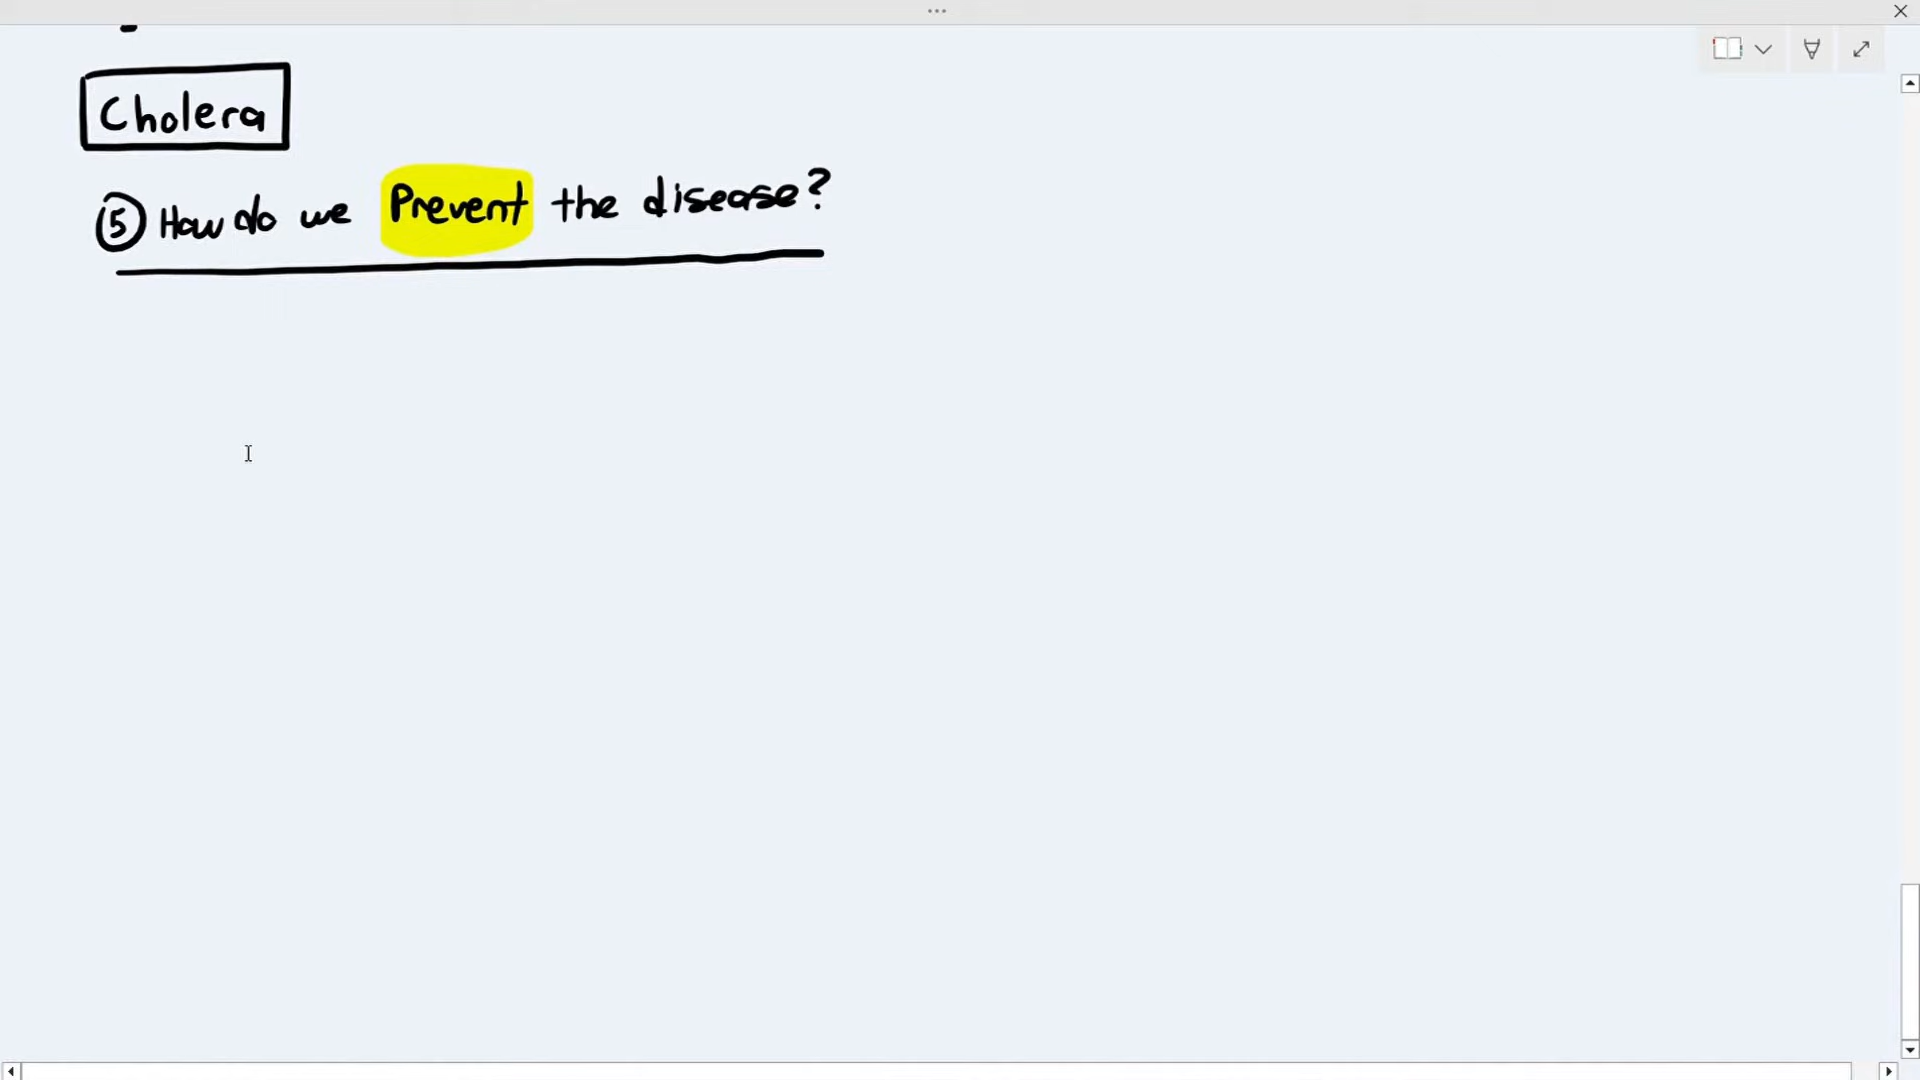 Cholera
⑤ How do we Prevent the disease?